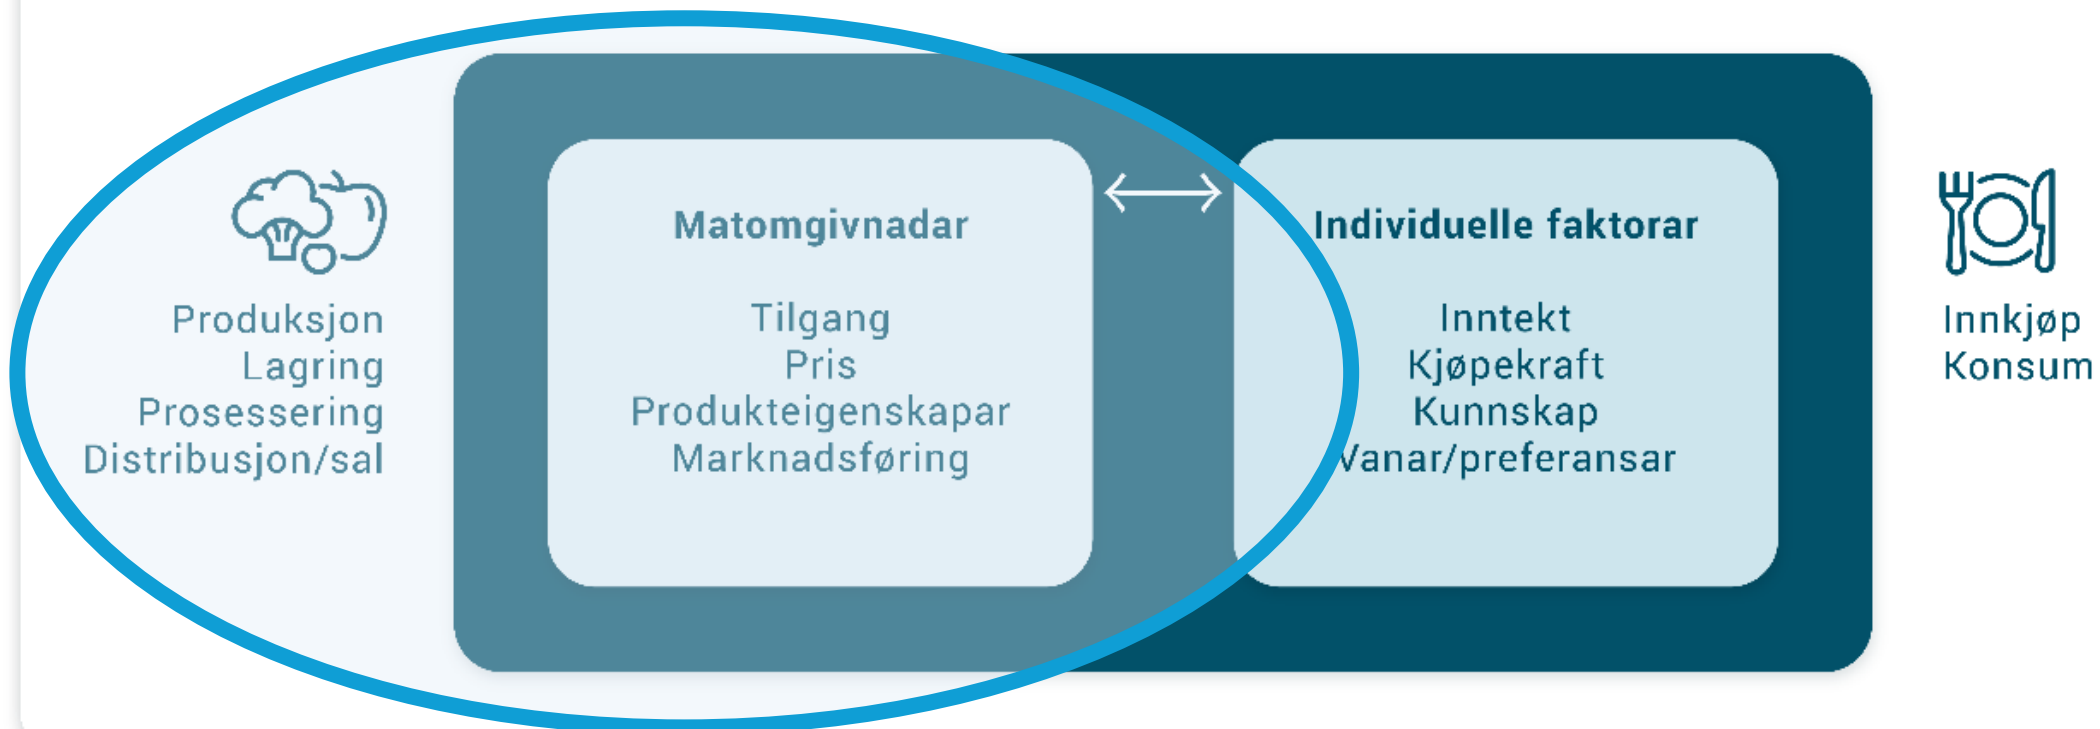 Produksjon
Lagring
Prosessering
Distribusjon/sal
Matomgivnadar
Tilgang
Pris
Produkteigenskapar
Marknadsføring
Individuelle faktorar
Inntekt
Kjøpekraft
Kunnskap
Vanar/preferansar
Innkjøp
Konsum